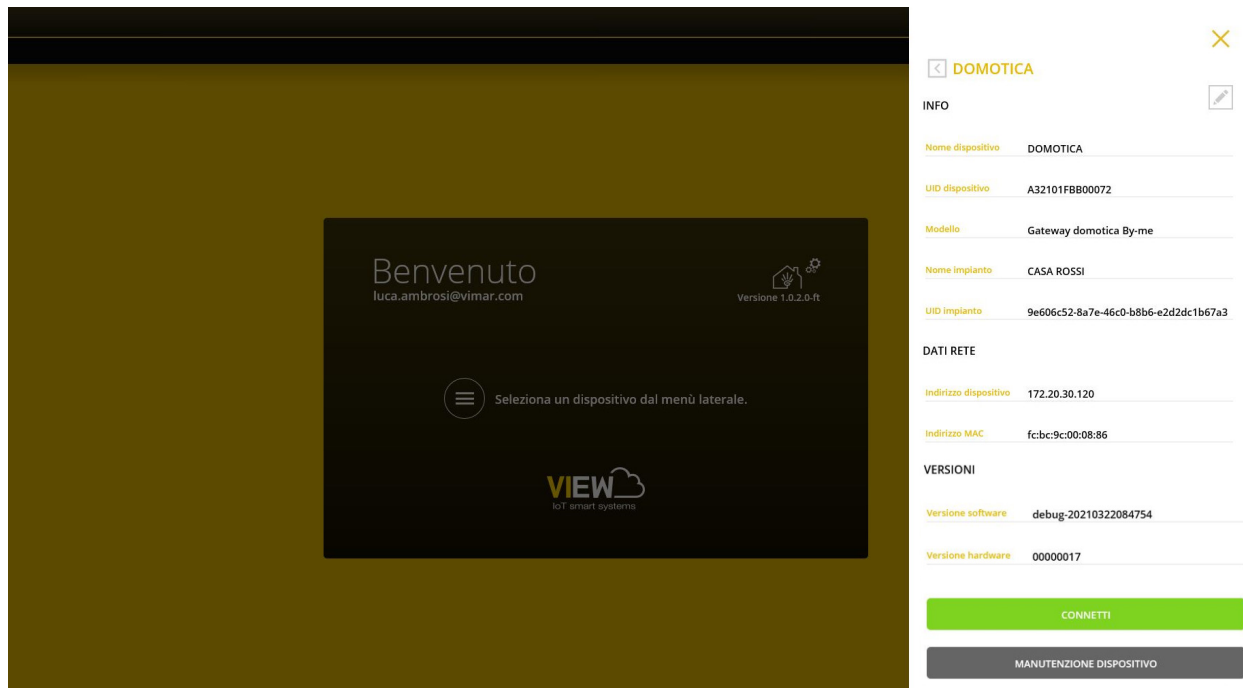 DOMOTICA
INFO
Nome dispositivo DOMOTICA
UID dispositivo A32101FBB00072
Modello Gateway domotica By-me
Nome impianto CASA ROSSI
UID impianto 9e606c52-8a7e-46c0-b8b6-e2d2dc1b67a3
DATI RETE
Indirizzo dispositivo 172.20.30.120
Indirizzo MAC fc:bc:9c:00:08:86
VERSIONI
Versione software debug-20210322084754
Versione hardware 00000017
CONNETTI
MANUTENZIONE DISPOSITIVO
Benvenuto
luca.ambrosi@vimar.com
Versione 1.0.2.0-ft
Seleziona un dispositivo dal menù laterale.
VIEW
IoT smart systems